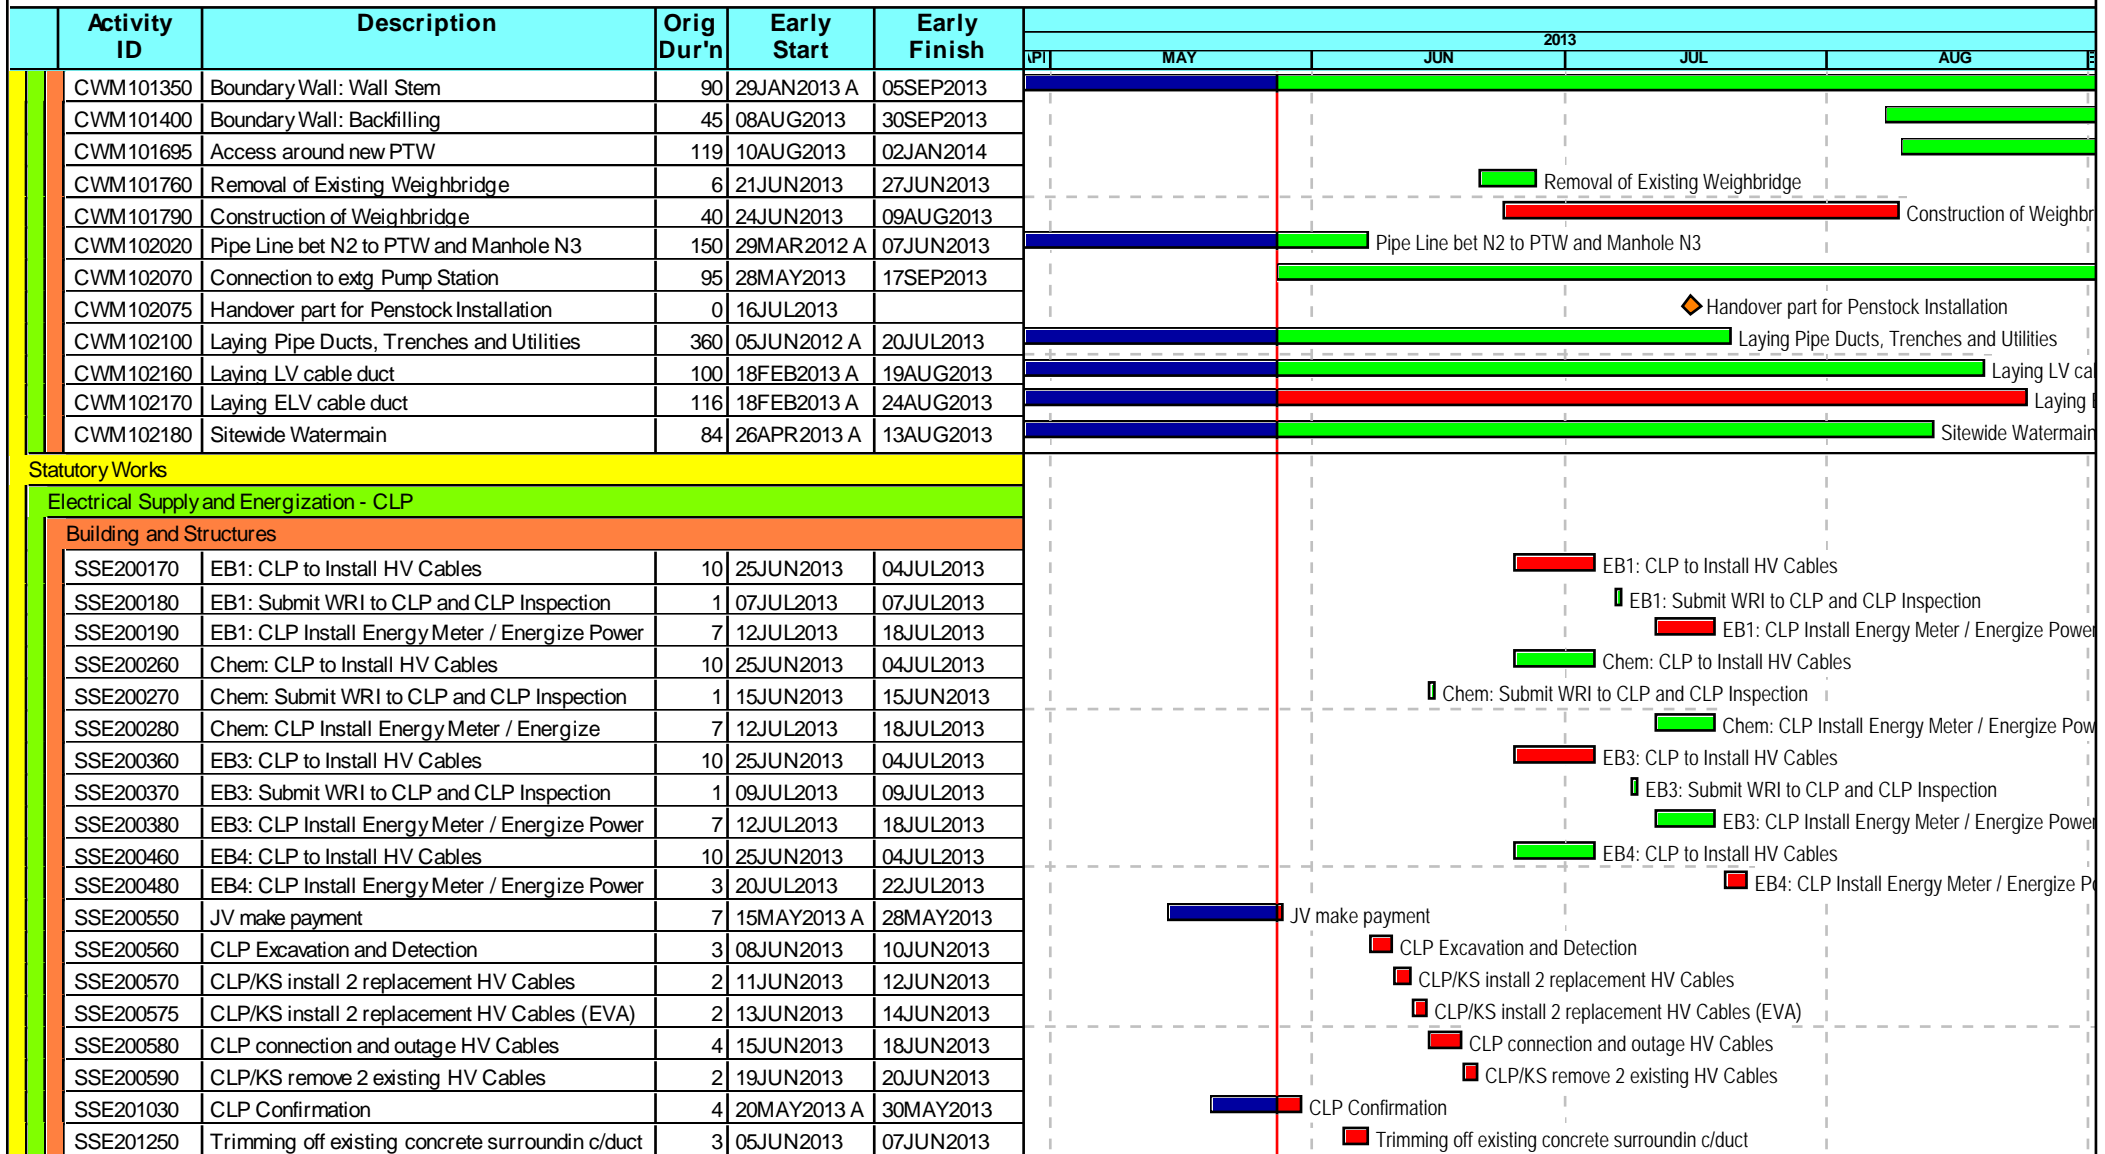 Activity ID Description Orig Dur'n Early Start Early Finish
2013
MAY JUN JUL AUG
CWM101350 Boundary Wall: Wall Stem 90 29JAN2013 A 05SEP2013
CWM101400 Boundary Wall: Backfilling 45 08AUG2013 30SEP2013
CWM101695 Access around new PTW 119 10AUG2013 02JAN2014
CWM101760 Removal of Existing Weighbridge 6 21JUN2013 27JUN2013 Removal of Existing Weighbridge
CWM101790 Construction of Weighbridge 40 24JUN2013 09AUG2013 Construction of Weighbr
CWM102020 Pipe Line bet N2 to PTW and Manhole N3 150 29MAR2012 A 07JUN2013 Pipe Line bet N2 to PTW and Manhole N3
CWM102070 Connection to extg Pump Station 95 28MAY2013 17SEP2013
CWM102075 Handover part for Penstock Installation 0 16JUL2013 Handover part for Penstock Installation
CWM102100 Laying Pipe Ducts, Trenches and Utilities 360 05JUN2012 A 20JUL2013 Laying Pipe Ducts, Trenches and Utilities
CWM102160 Laying LV cable duct 100 18FEB2013 A 19AUG2013 Laying LV ca
CWM102170 Laying ELV cable duct 116 18FEB2013 A 24AUG2013 Laying
CWM102180 Sitewide Watermain 84 26APR2013 A 13AUG2013 Sitewide Watermain
Statutory Works
Electrical Supply and Energization - CLP
Building and Structures
SSE200170 EB1: CLP to Install HV Cables 10 25JUN2013 04JUL2013 EB1: CLP to Install HV Cables
SSE200180 EB1: Submit WRI to CLP and CLP Inspection 1 07JUL2013 07JUL2013 EB1: Submit WRI to CLP and CLP Inspection
SSE200190 EB1: CLP Install Energy Meter / Energize Power 7 12JUL2013 18JUL2013 EB1: CLP Install Energy Meter / Energize Power
SSE200260 Chem: CLP to Install HV Cables 10 25JUN2013 04JUL2013 Chem: CLP to Install HV Cables
SSE200270 Chem: Submit WRI to CLP and CLP Inspection 1 15JUN2013 15JUN2013 Chem: Submit WRI to CLP and CLP Inspection
SSE200280 Chem: CLP Install Energy Meter / Energize 7 12JUL2013 18JUL2013 Chem: CLP Install Energy Meter / Energize Pow
SSE200360 EB3: CLP to Install HV Cables 10 25JUN2013 04JUL2013 EB3: CLP to Install HV Cables
SSE200370 EB3: Submit WRI to CLP and CLP Inspection 1 09JUL2013 09JUL2013 EB3: Submit WRI to CLP and CLP Inspection
SSE200380 EB3: CLP Install Energy Meter / Energize Power 7 12JUL2013 18JUL2013 EB3: CLP Install Energy Meter / Energize Power
SSE200460 EB4: CLP to Install HV Cables 10 25JUN2013 04JUL2013 EB4: CLP to Install HV Cables
SSE200480 EB4: CLP Install Energy Meter / Energize Power 3 20JUL2013 22JUL2013 EB4: CLP Install Energy Meter / Energize P
SSE200550 JV make payment 7 15MAY2013 A 28MAY2013 JV make payment
SSE200560 CLP Excavation and Detection 3 08JUN2013 10JUN2013 CLP Excavation and Detection
SSE200570 CLP/KS install 2 replacement HV Cables 2 11JUN2013 12JUN2013 CLP/KS install 2 replacement HV Cables
SSE200575 CLP/KS install 2 replacement HV Cables (EVA) 2 13JUN2013 14JUN2013 CLP/KS install 2 replacement HV Cables (EVA)
SSE200580 CLP connection and outage HV Cables 4 15JUN2013 18JUN2013 CLP connection and outage HV Cables
SSE200590 CLP/KS remove 2 existing HV Cables 2 19JUN2013 20JUN2013 CLP/KS remove 2 existing HV Cables
SSE201030 CLP Confirmation 4 20MAY2013 A 30MAY2013 CLP Confirmation
SSE201250 Trimming off existing concrete surroundin c/duct 3 05JUN2013 07JUN2013 Trimming off existing concrete surroundin c/duct